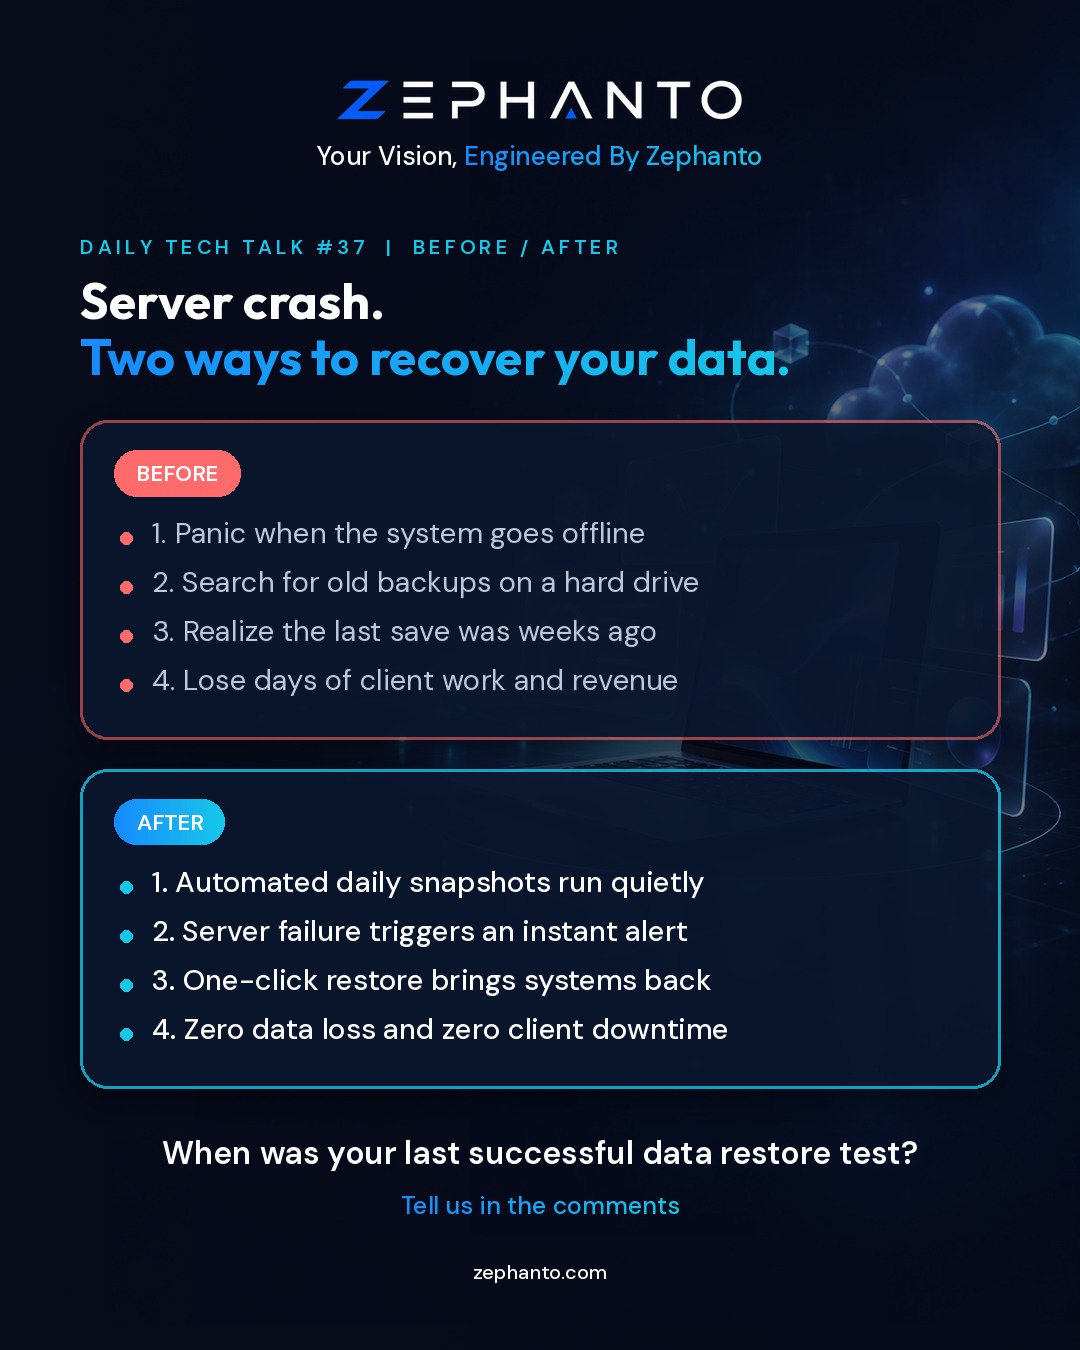 ZEPHANTO
Your Vision, Engineered By Zephanto
DAILY TECH TALK #37 | BEFORE / AFTER
Server crash.
Two ways to recover your data.
BEFORE
1. Panic when the system goes offline
2. Search for old backups on a hard drive
3. Realize the last save was weeks ago
4. Lose days of client work and revenue
AFTER
1. Automated daily snapshots run quietly
2. Server failure triggers an instant alert
3. One-click restore brings systems back
4. Zero data loss and zero client downtime
When was your last successful data restore test?
Tell us in the comments
zephanto.com